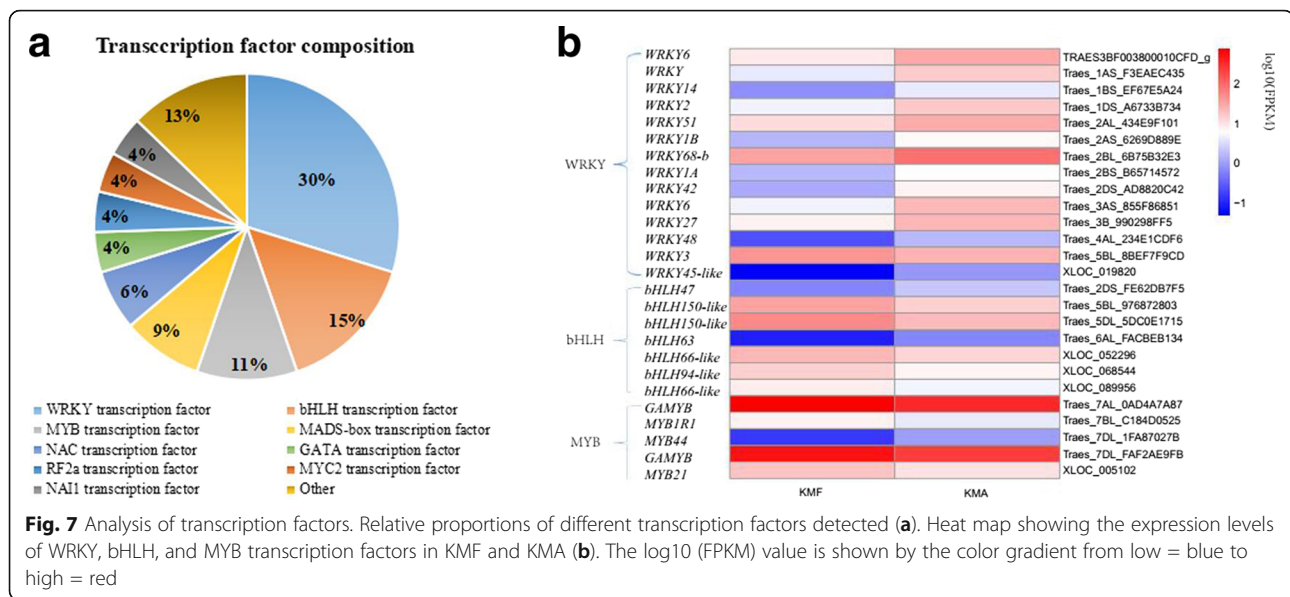 a
Transccription factor composition
30%
15%
11%
9%
6%
4%
4%
4%
4%
13%
WRKY transcription factor
bHLH transcription factor
MYB transcription factor
MADS-box transcription factor
NAC transcription factor
GATA transcription factor
RF2a transcription factor
MYC2 transcription factor
NAI1 transcription factor
Other
b
WRKY
WRKY6 TRAES3BF003800010CFD_g
WRKY Traes_1AS_F3EAEC435
WRKY14 Traes_1BS_EF67E5A24
WRKY2 Traes_1DS_A6733B734
WRKY51 Traes_2AL_434E9F101
WRKY1B Traes_2AS_6269D889E
WRKY68-b Traes_2BL_6B75B32E3
WRKY1A Traes_2BS_B65714572
WRKY42 Traes_2DS_AD8820C42
WRKY6 Traes_3AS_855F86851
WRKY27 Traes_3B_990298FF5
WRKY48 Traes_4AL_234E1CDF6
WRKY3 Traes_5BL_8BEF7F9CD
WRKY45-like XLOC_019820
bHLH
bHLH47 Traes_2DS_FE62DB7F5
bHLH150-like Traes_5BL_976872803
bHLH150-like Traes_5DL_5DC0E1715
bHLH63 Traes_6AL_FACBEB134
bHLH66-like XLOC_052296
bHLH94-like XLOC_068544
bHLH66-like XLOC_089956
MYB
GAMYB Traes_7AL_0AD4A7A87
MYB1R1 Traes_7BL_C184D0525
MYB44 Traes_7DL_1FA87027B
GAMYB Traes_7DL_FAF2AE9FB
MYB21 XLOC_005102
KMF KMA
2
1
0
−1
log10(FPKM)
Fig. 7 Analysis of transcription factors. Relative proportions of different transcription factors detected (a). Heat map showing the expression levels
of WRKY, bHLH, and MYB transcription factors in KMF and KMA (b). The log10 (FPKM) value is shown by the color gradient from low = blue to
high = red